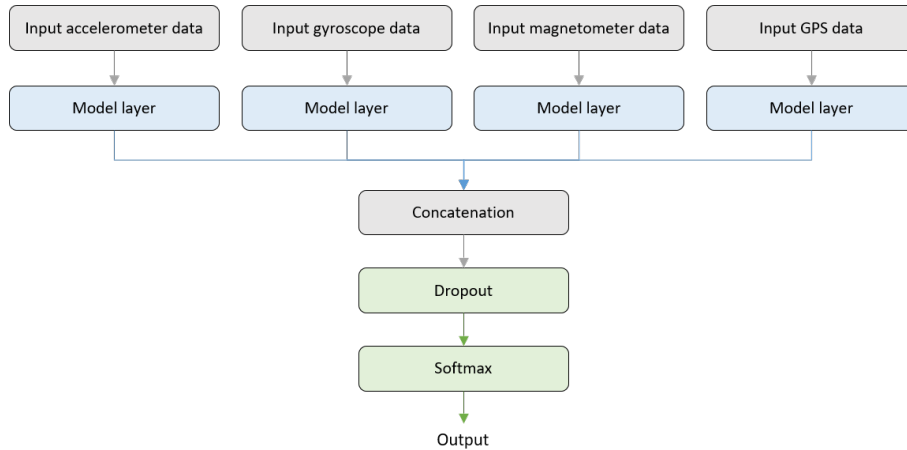 Input accelerometer data
Input gyroscope data
Input magnetometer data
Input GPS data
Model layer
Model layer
Model layer
Model layer
Concatenation
Dropout
Softmax
Output